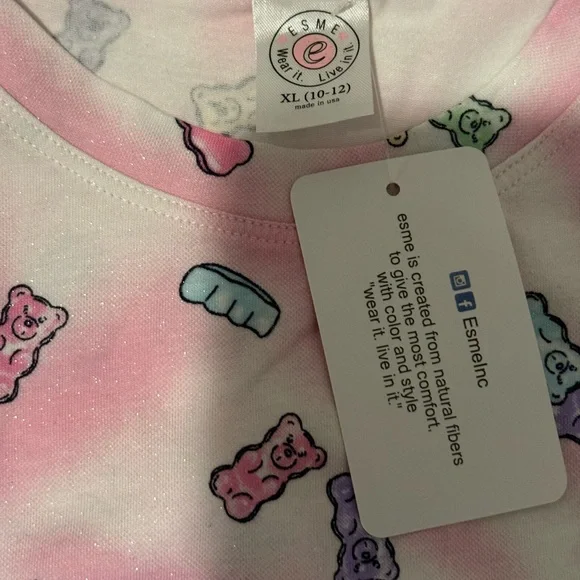 ESME
e
Wear it. Live in it.
XL (10-12)
made in usa
EsmeInc
esme is created from natural fibers
to give the most comfort.
with color and style
"wear it. live in it."